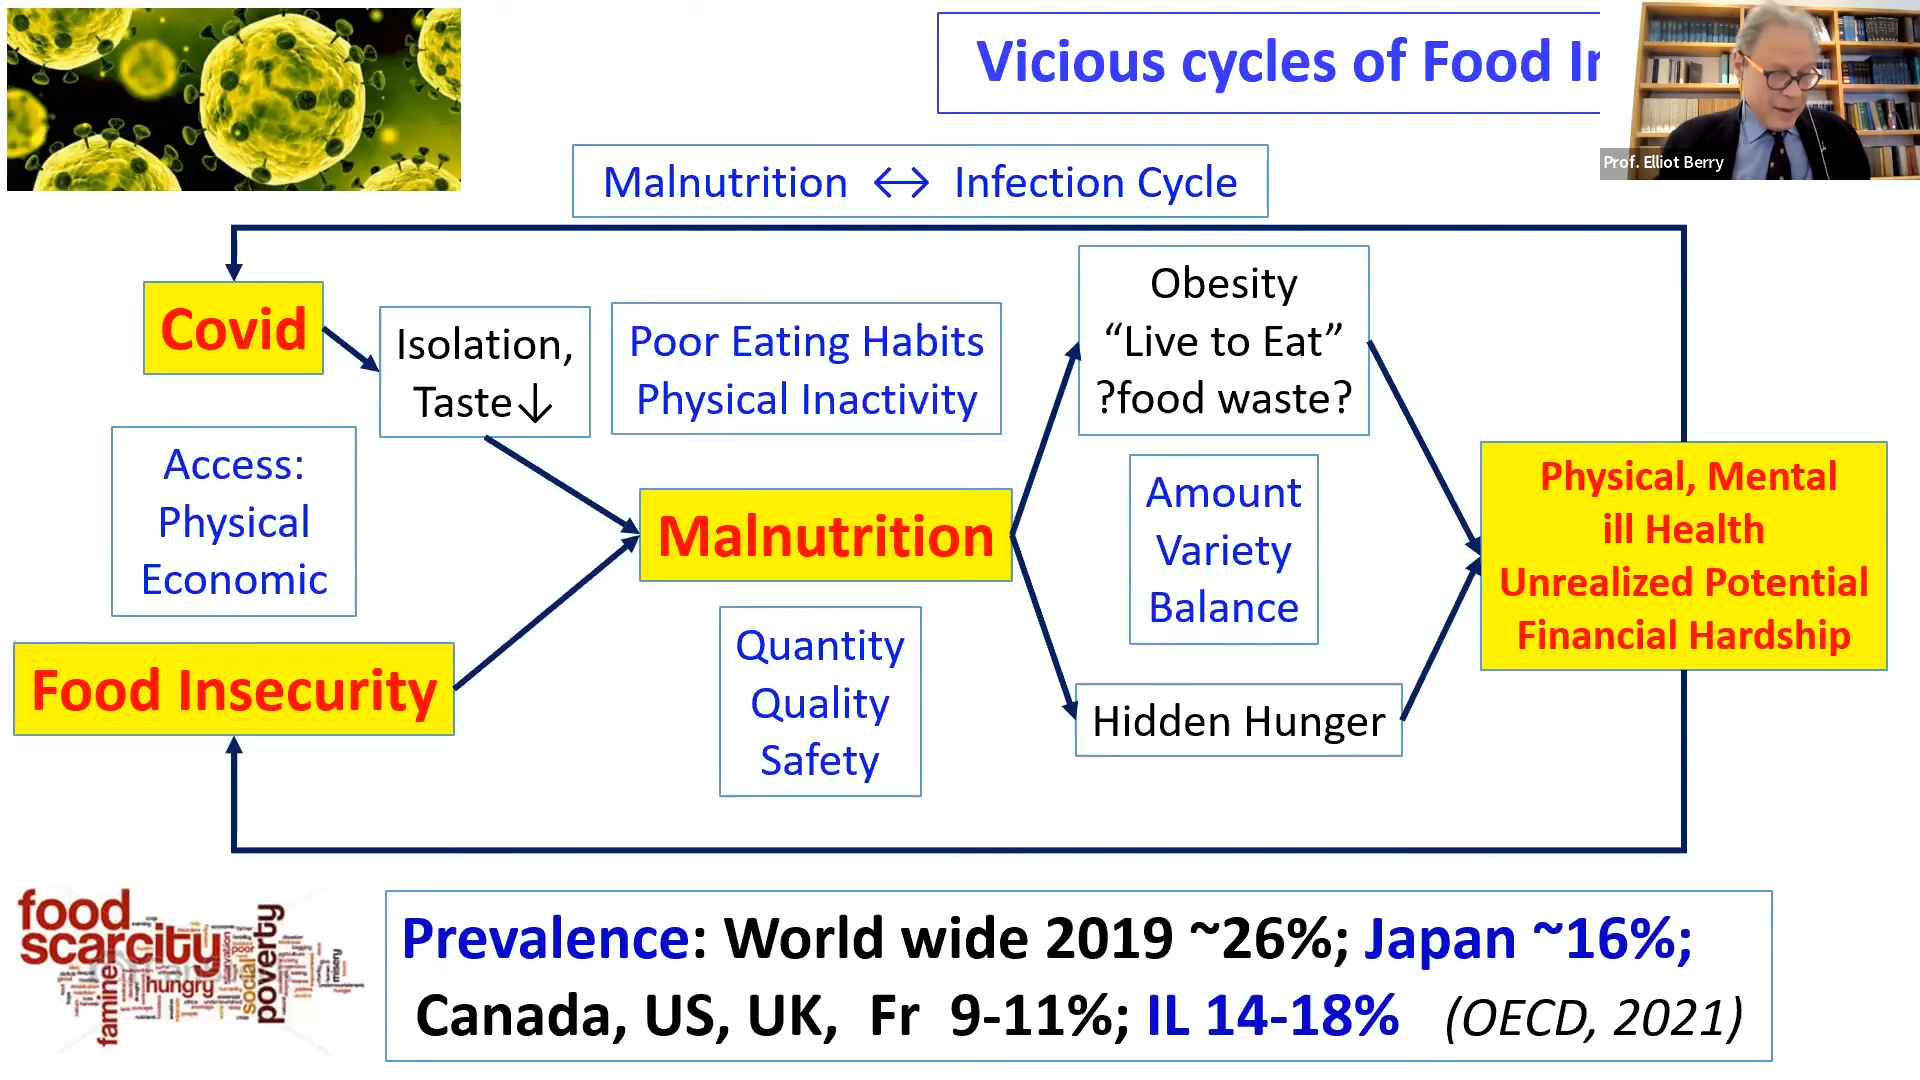 Vicious cycles of Food
Prof. Elliot Berry
Malnutrition ↔ Infection Cycle
Covid
Isolation,
Taste↓
Poor Eating Habits
Physical Inactivity
Obesity
“Live to Eat”
?food waste?
Access:
Physical
Economic
Malnutrition
Amount
Variety
Balance
Physical, Mental
ill Health
Unrealized Potential
Financial Hardship
Food Insecurity
Quantity
Quality
Safety
Hidden Hunger
food
scarcity
famine
hungry
social
poverty
poor
misery
Prevalence: World wide 2019 ~26%; Japan ~16%;
Canada, US, UK, Fr 9-11%; IL 14-18% (OECD, 2021)